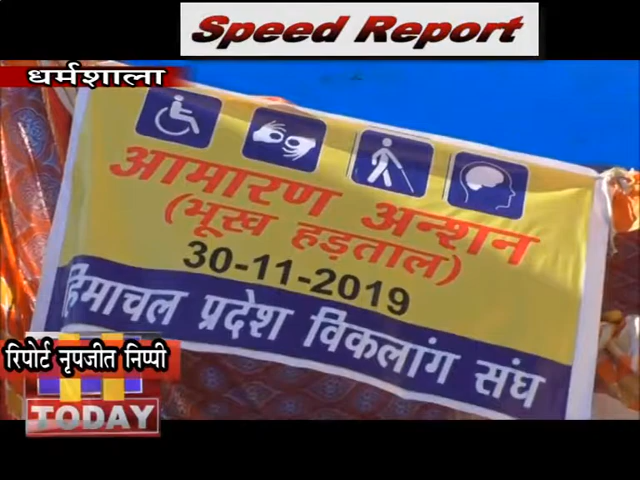 Speed Report
धर्मशाला
आमारण अन्शन
(भूख हड़ताल)
30-11-2019
हिमाचल प्रदेश विकलांग संघ
रिपोर्ट नृपजीत निप्पी
TODAY